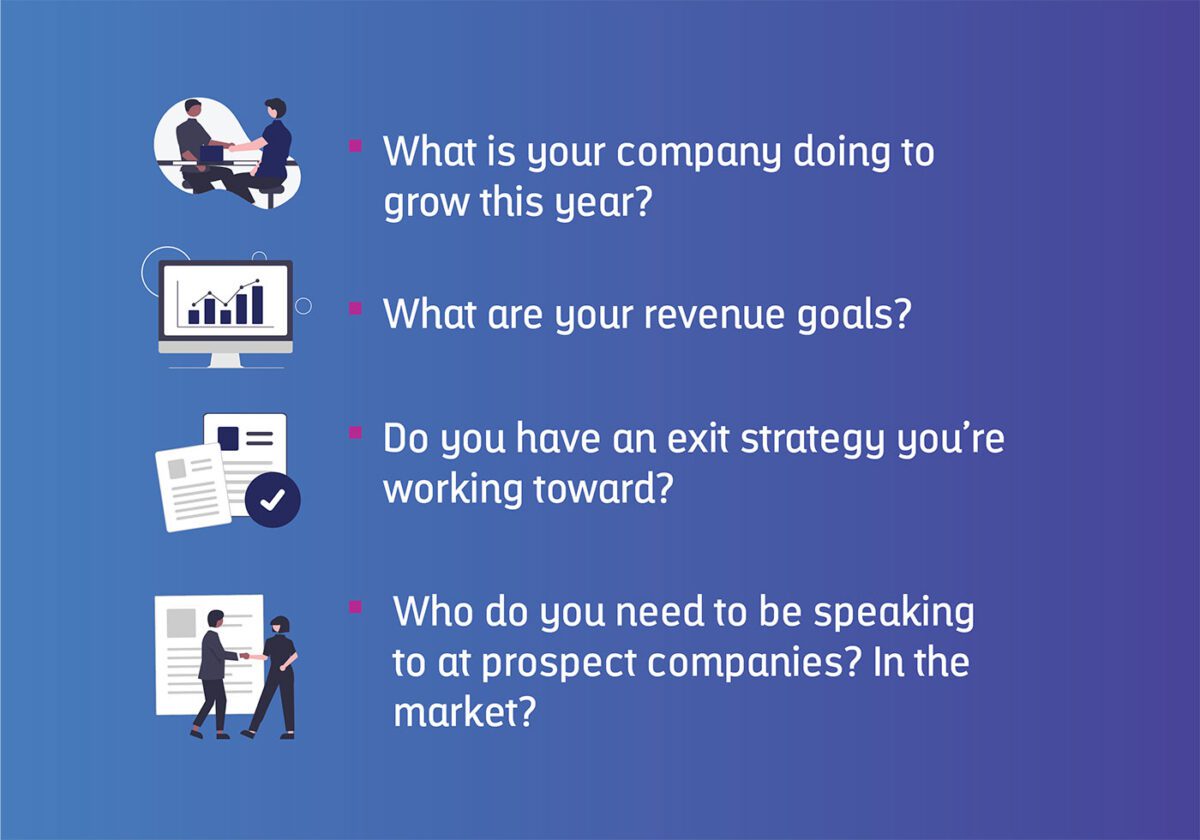 What is your company doing to
grow this year?
What are your revenue goals?
Do you have an exit strategy you’re
working toward?
Who do you need to be speaking
to at prospect companies? In the
market?